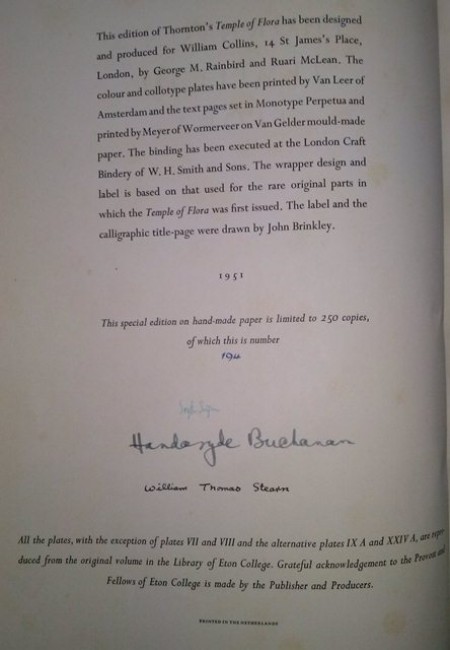 This edition of Thornton's Temple of Flora has been designed
and produced for William Collins, 14 St James's Place,
London, by George M. Rainbird and Ruari McLean. The
colour and collotype plates have been printed by Van Leer of
Amsterdam and the text pages set in Monotype Perpetua and
printed by Meyer of Wormerveer on Van Gelder mould-made
paper. The binding has been executed at the London Craft
Bindery of W. H. Smith and Sons. The wrapper design and
label is based on that used for the rare original parts in
which the Temple of Flora was first issued. The label and the
calligraphic title-page were drawn by John Brinkley.
1951
This special edition on hand-made paper is limited to 250 copies,
of which this is number
Handasyde Buchanan
William Thomas Stearn
All the plates, with the exception of plates VII and VIII and the alternative plates IX A and XXIV A, are repro
duced from the original volume in the Library of Eton College. Grateful acknowledgement to the Provost and
Fellows of Eton College is made by the Publisher and Producers.
PRINTED IN THE NETHERLANDS